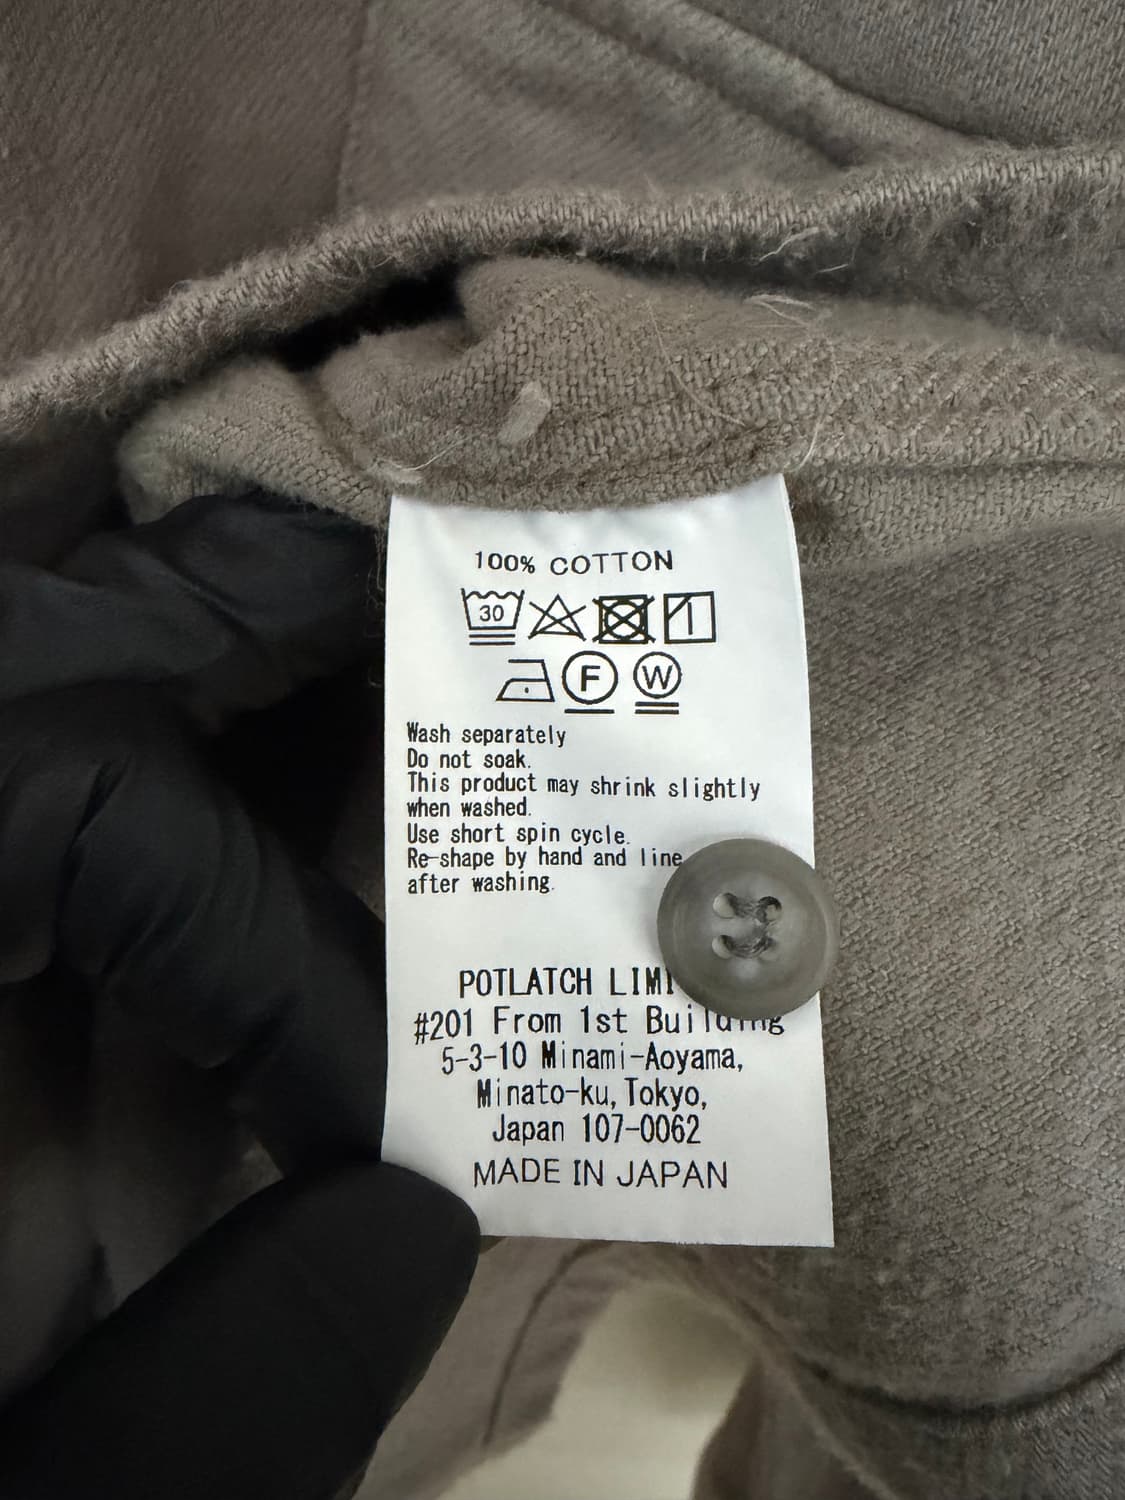 100% COTTON
30
F W
Wash separately
Do not soak.
This product may shrink slightly
when washed.
Use short spin cycle.
Re-shape by hand and line
after washing.
POTLATCH
#201 From 1st Building
5-3-10 Minami-Aoyama,
Minato-ku, Tokyo,
Japan 107-0062
MADE IN JAPAN